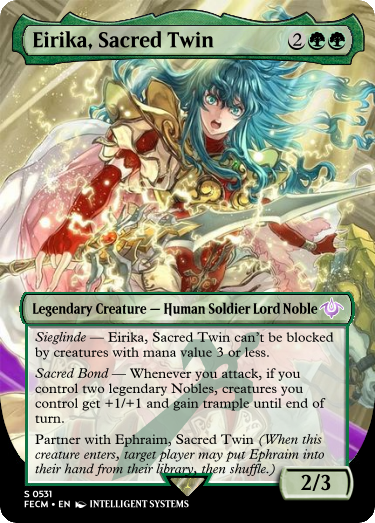 Eirika, Sacred Twin 2
Legendary Creature — Human Soldier Lord Noble
Sieglinde — Eirika, Sacred Twin can't be blocked
by creatures with mana value 3 or less.
Sacred Bond — Whenever you attack, if you
control two legendary Nobles, creatures you
control get +1/+1 and gain trample until end of
turn.
Partner with Ephraim, Sacred Twin (When this
creature enters, target player may put Ephraim into
their hand from their library, then shuffle.)
2/3
S 0531
FECM • EN INTELLIGENT SYSTEMS